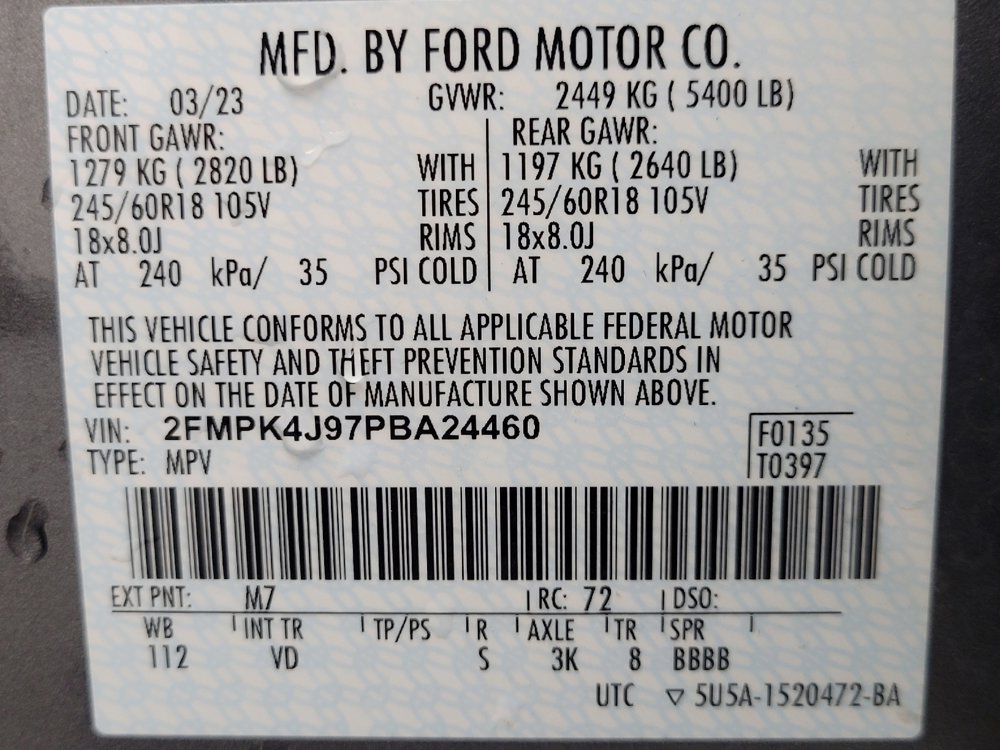 MFD. BY FORD MOTOR CO.
DATE: 03/23 GVWR: 2449 KG ( 5400 LB)
FRONT GAWR: REAR GAWR:
1279 KG ( 2820 LB) WITH 1197 KG ( 2640 LB) WITH
245/60R18 105V TIRES 245/60R18 105V TIRES
18x8.0J RIMS 18x8.0J RIMS
AT 240 kPa/ 35 PSI COLD AT 240 kPa/ 35 PSI COLD
THIS VEHICLE CONFORMS TO ALL APPLICABLE FEDERAL MOTOR
VEHICLE SAFETY AND THEFT PREVENTION STANDARDS IN
EFFECT ON THE DATE OF MANUFACTURE SHOWN ABOVE.
VIN: 2FMPK4J97PBA24460 F0135
TYPE: MPV T0397
EXT PNT: M7 RC: 72 DSO:
WB INT TR TP/PS R AXLE TR SPR
112 VD S 3K 8 BBBB
UTC ▽ 5U5A-1520472-BA